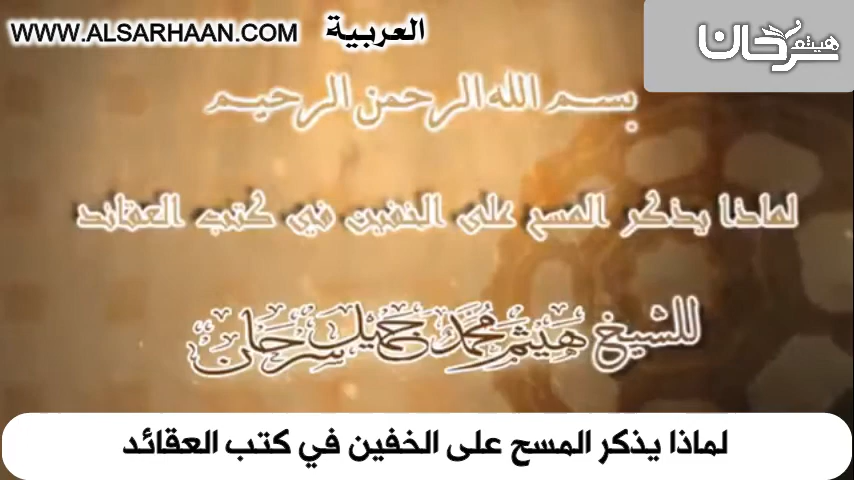 WWW.ALSARHAAN.COM العربية
هيثم سرحان
بسم الله الرحمن الرحيم
لماذا يذكر المسح على الخفين في كتب العقائد
للشيخ هيثم محمد جميل سرحان
لماذا يذكر المسح على الخفين في كتب العقائد